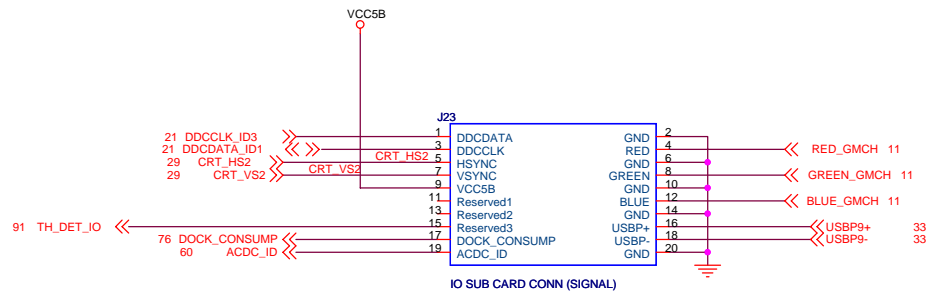 VCC5B
J23
21 DDCCLK_ID3 1 DDCDATA GND 2
21 DDCDATA_ID1 3 DDCCLK RED 4 RED_GMCH 11
29 CRT_HS2 CRT_HS2 5 HSYNC GND 6
29 CRT_VS2 CRT_VS2 7 VSYNC GREEN 8 GREEN_GMCH 11
9 VCC5B GND 10
11 Reserved1 BLUE 12 BLUE_GMCH 11
13 Reserved2 GND 14
91 TH_DET_IO 15 Reserved3 USBP+ 16 USBP9+ 33
76 DOCK_CONSUMP 17 DOCK_CONSUMP USBP- 18 USBP9- 33
60 ACDC_ID 19 ACDC_ID GND 20
IO SUB CARD CONN (SIGNAL)